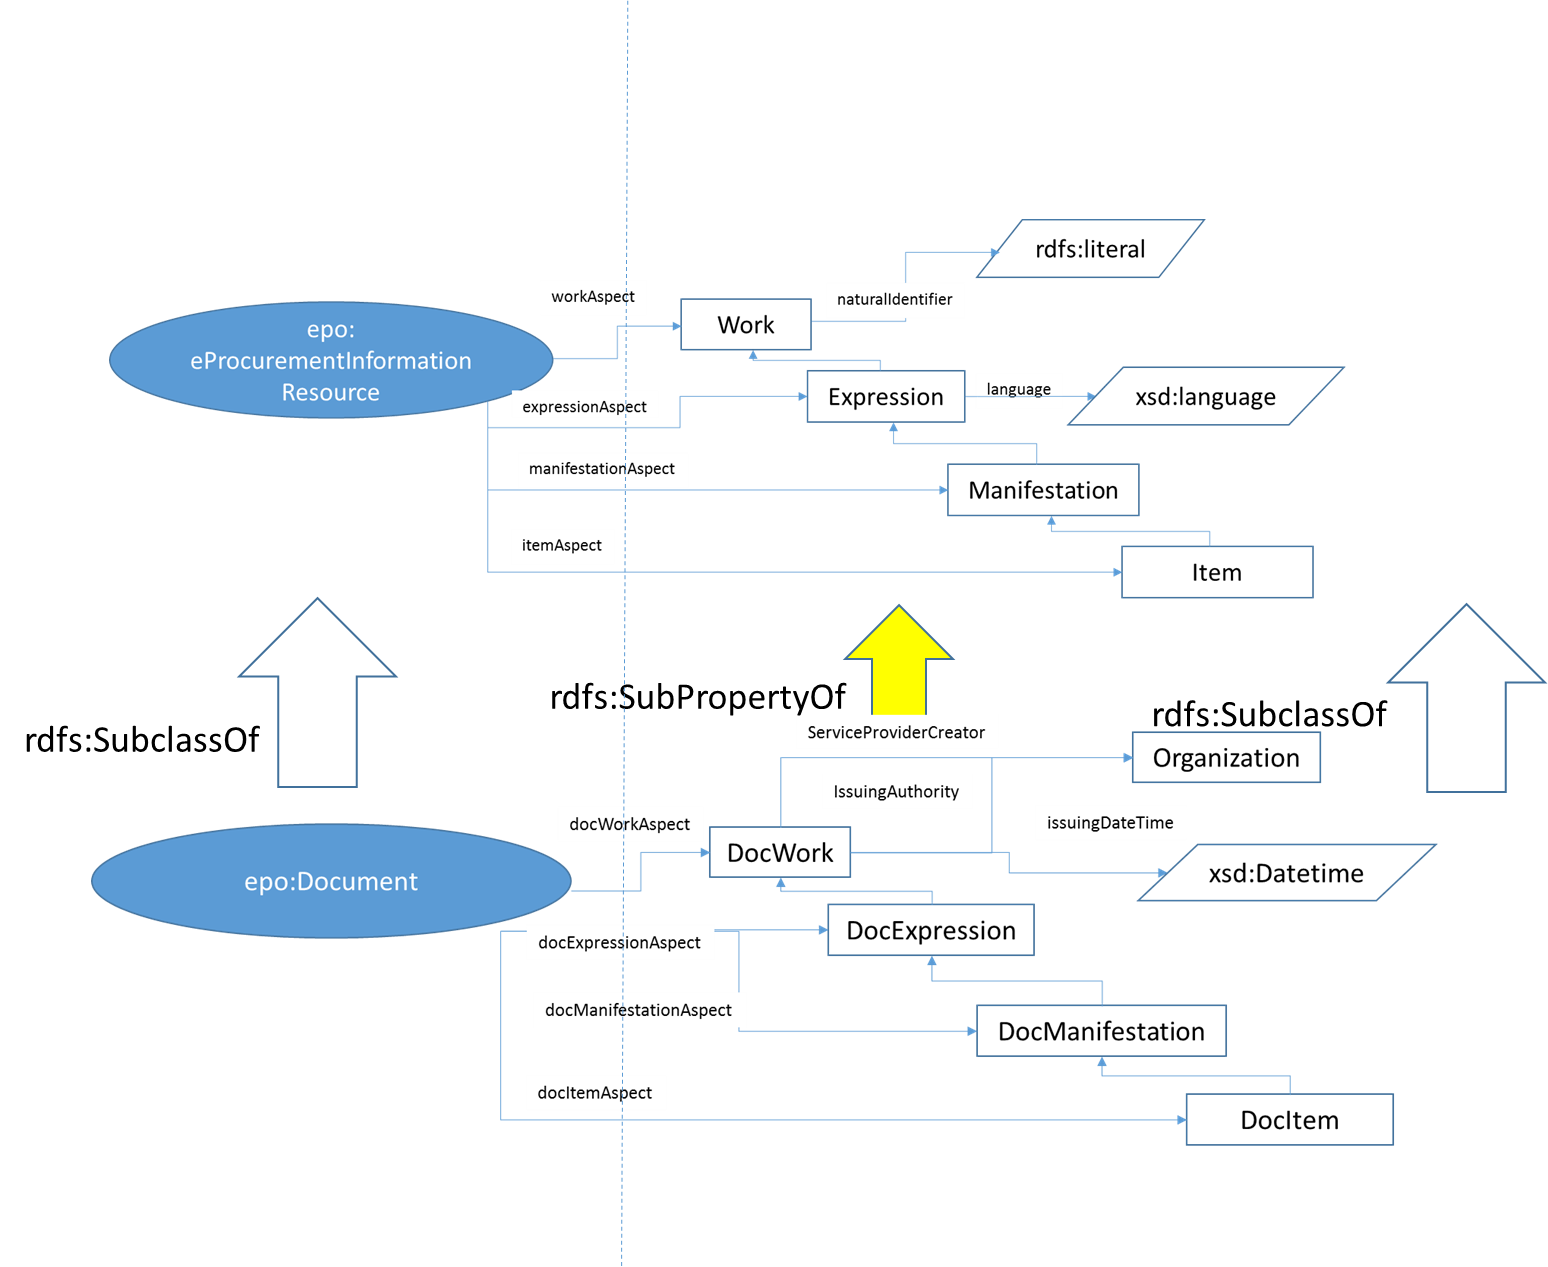 rdfs:literal
workAspect
naturalIdentifier
Work
epo:
eProcurementInformation
Resource
language
xsd:language
Expression
expressionAspect
manifestationAspect
Manifestation
itemAspect
Item
rdfs:SubclassOf
rdfs:SubPropertyOf
rdfs:SubclassOf
ServiceProviderCreator
Organization
IssuingAuthority
docWorkAspect
issuingDateTime
DocWork
xsd:Datetime
epo:Document
DocExpression
docExpressionAspect
docManifestationAspect
DocManifestation
docItemAspect
DocItem